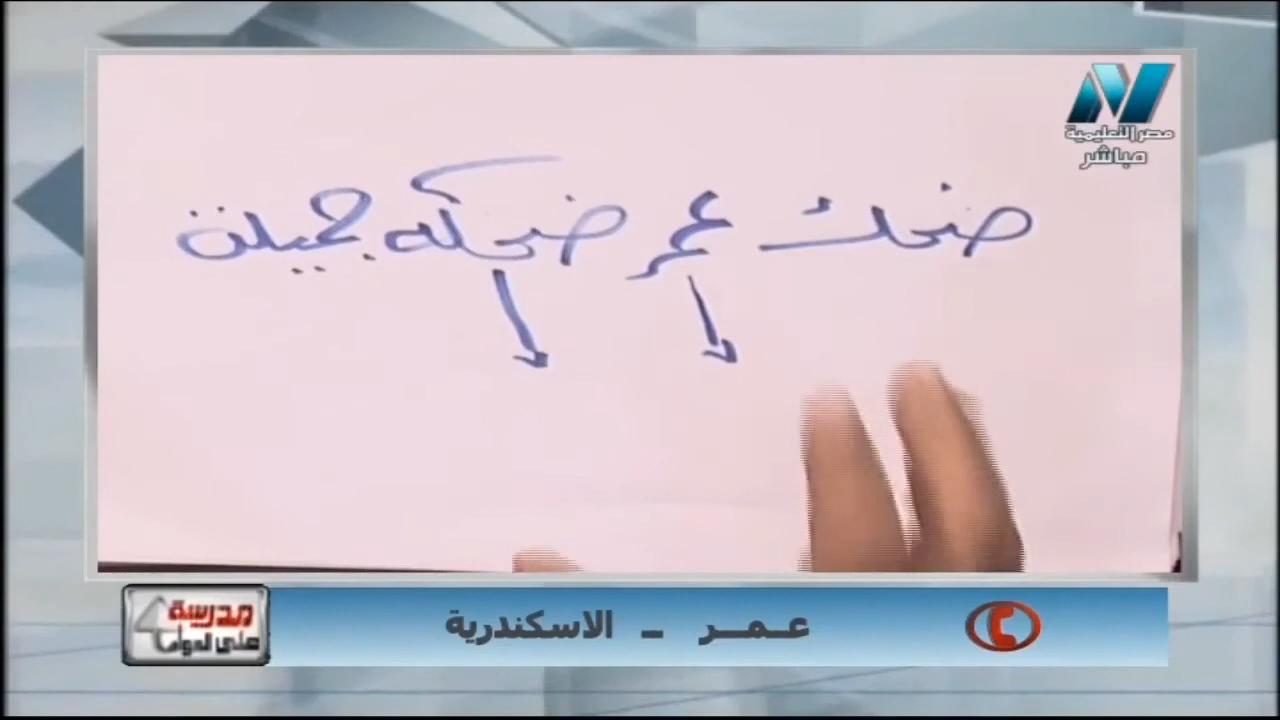 مصر التعليمية
مباشر
ضحك عمر ضحكة جميلة
عمر - الاسكندرية
مدرسة
على الهواء